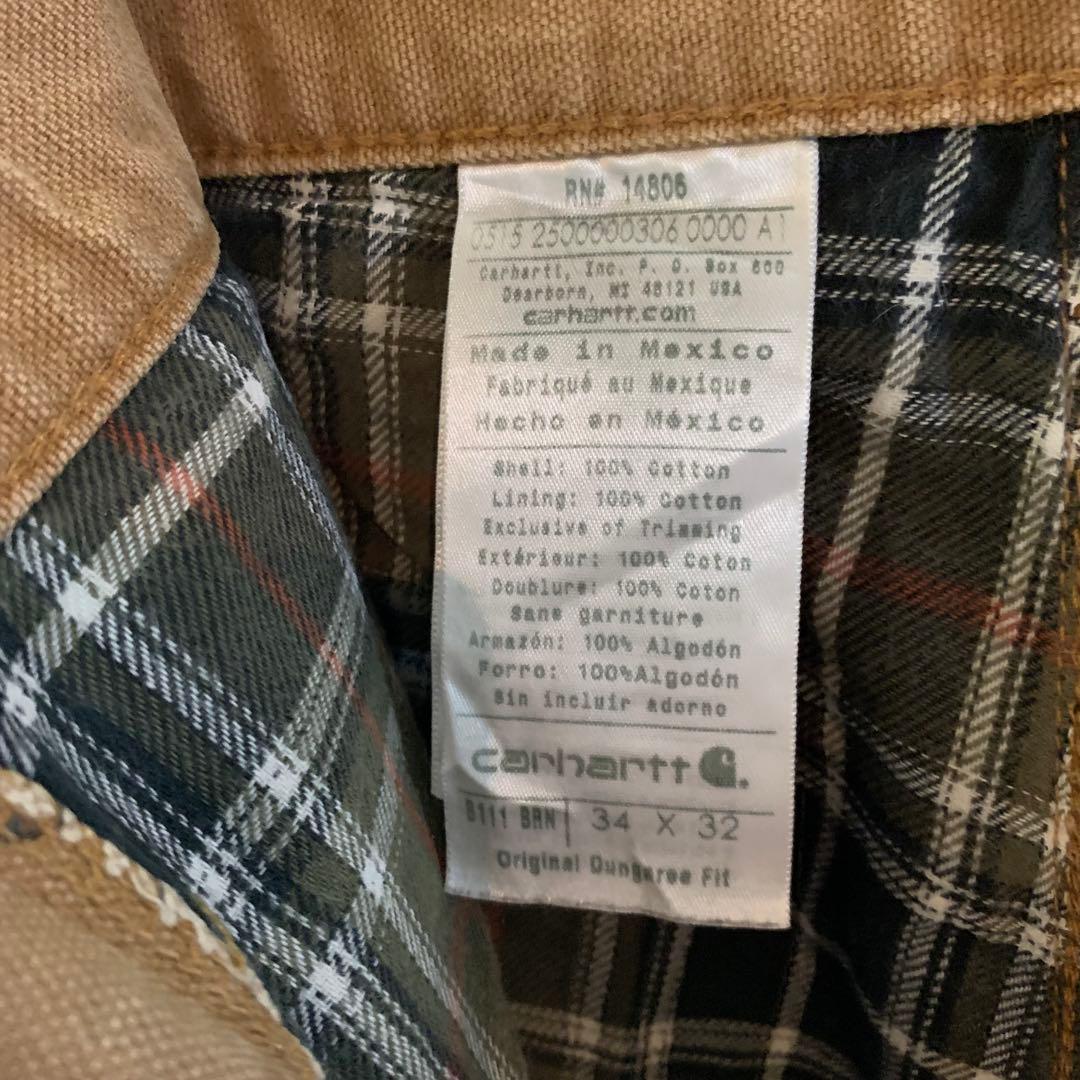 RN# 14806
0515 2500000306 0000 A1
Carhartt, Inc. P. O. Box 600
Dearborn, MI 48121 USA
carhartt.com
Made in Mexico
Fabriqué au Mexique
Hecho en México
Shell: 100% Cotton
Lining: 100% Cotton
Exclusive of Trimming
Extérieur: 100% Coton
Doublure: 100% Coton
Sans garniture
Armazón: 100% Algodón
Forro: 100%Algodón
Sin incluir adorno
carhartt
B111 BRN 34 X 32
Original Dungaree Fit